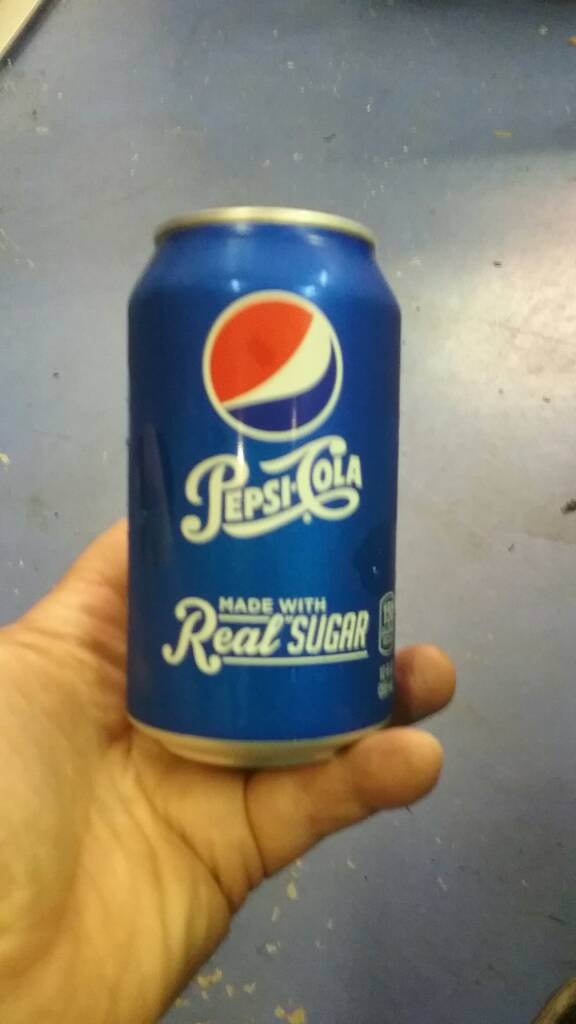 PEPSI-COLA
MADE WITH
Real SUGAR